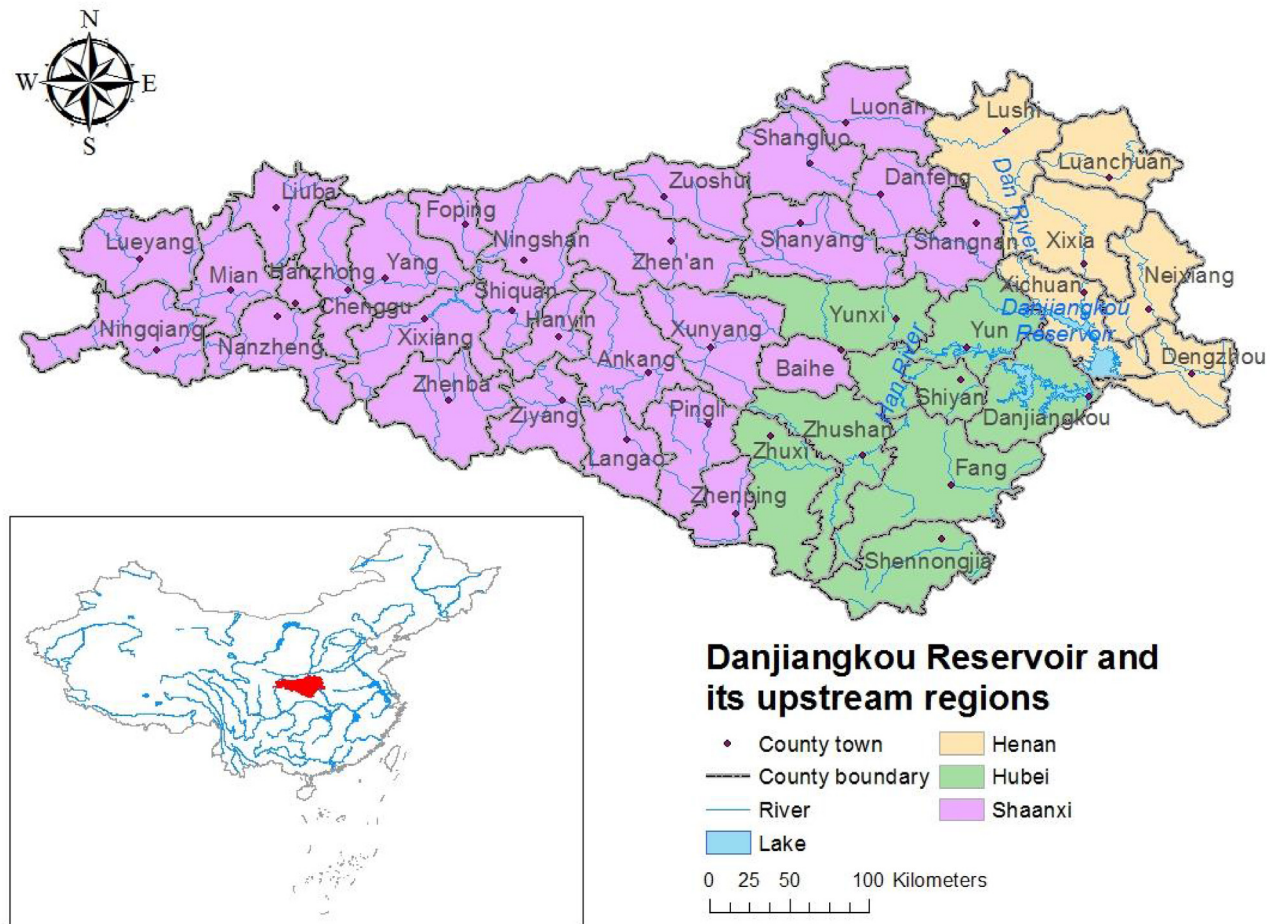 N
W E
S
Luonan
Lushi
Shangluo
Luanchuan
Liuba
Zuoshui
Danfeng
Dan River
Foping
Lueyang
Ningshan
Shanyang
Shangnan
Xixia
Mian
Hanzhong
Yang
Zhen'an
Neixiang
Chenggu
Shiquan
Xichuan
Danjiangkou
Reservoir
Ningqiang
Nanzheng
Xixiang
Hanyin
Xunyang
Yunxi
Yun
Dengzhou
Ankang
Baihe
Han River
Zhenba
Shiyan
Ziyang
Pingli
Danjiangkou
Zhushan
Langao
Zhuxi
Fang
Zhenping
Shennongjia
Danjiangkou Reservoir and
its upstream regions
County town Henan
County boundary Hubei
River Shaanxi
Lake
0 25 50 100 Kilometers